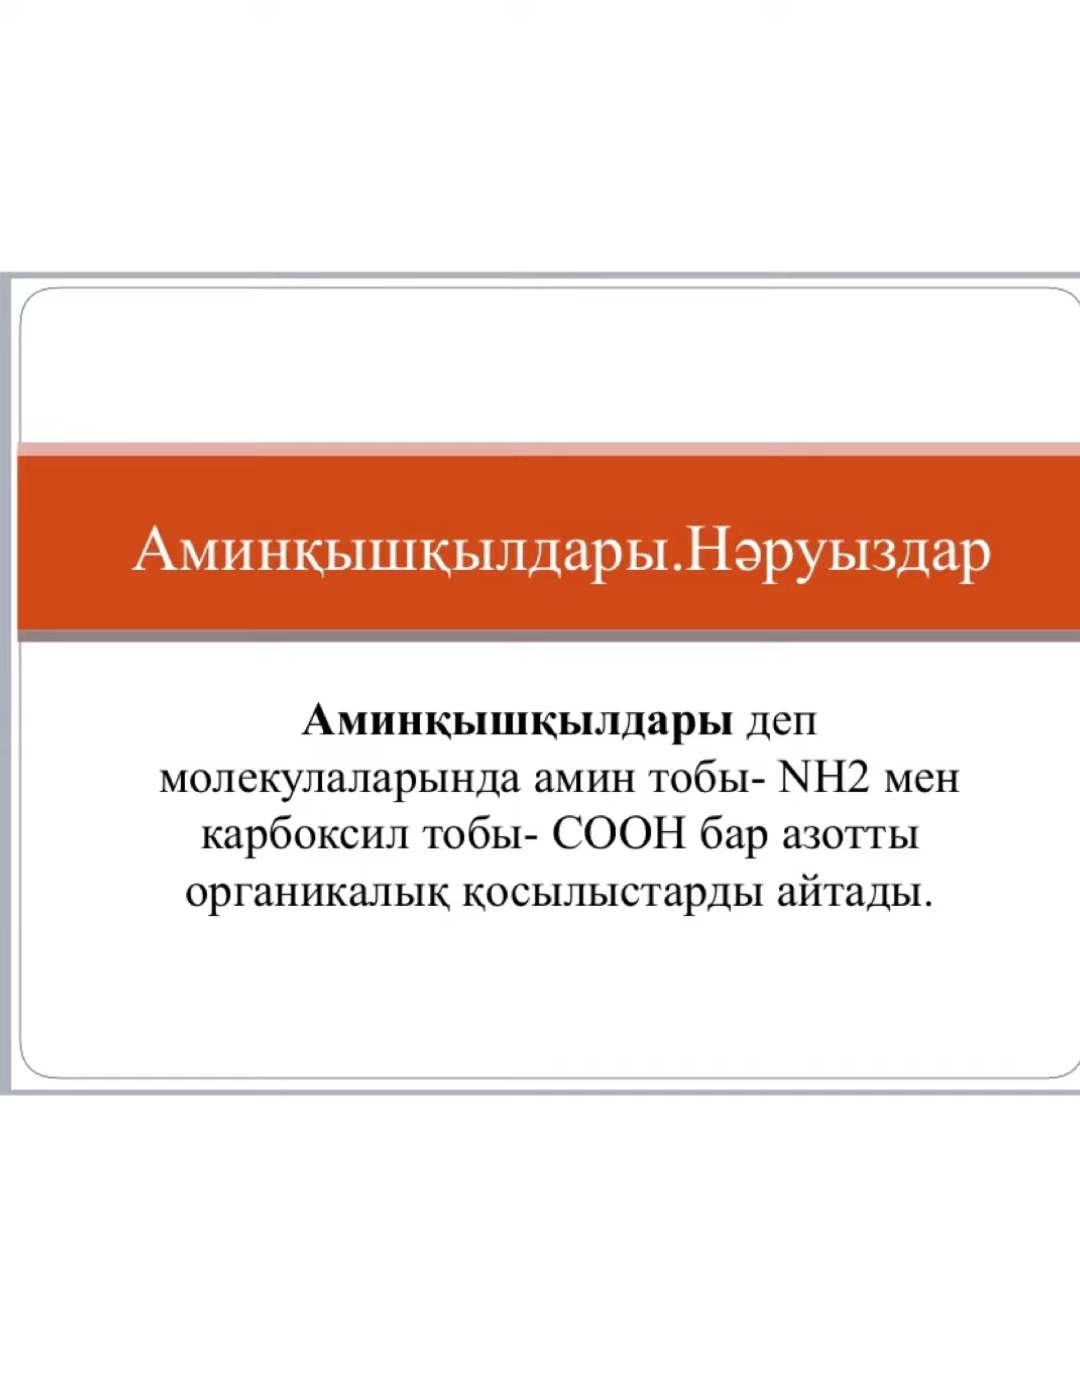 Аминқышқылдары.Нәруыздар
Аминқышқылдары деп
молекулаларында амин тобы- NH2 мен
карбоксил тобы- COOH бар азотты
органикалық қосылыстарды айтады.